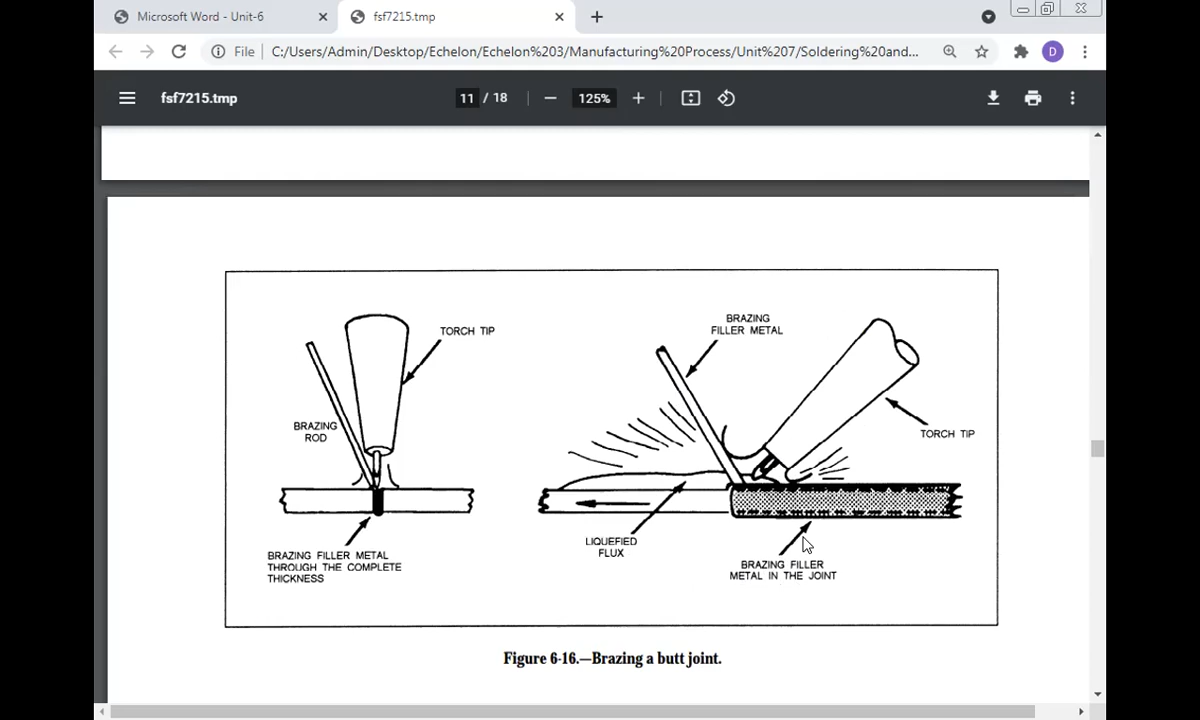 Microsoft Word - Unit-6
fsf7215.tmp
File
C:/Users/Admin/Desktop/Echelon/Echelon%203/Manufacturing%20Process/Unit%207/Soldering%20and...
D
fsf7215.tmp
11 / 18
125%
TORCH TIP
BRAZING
ROD
BRAZING FILLER METAL
THROUGH THE COMPLETE
THICKNESS
BRAZING
FILLER METAL
TORCH TIP
LIQUEFIED
FLUX
BRAZING FILLER
METAL IN THE JOINT
Figure 6-16.—Brazing a butt joint.